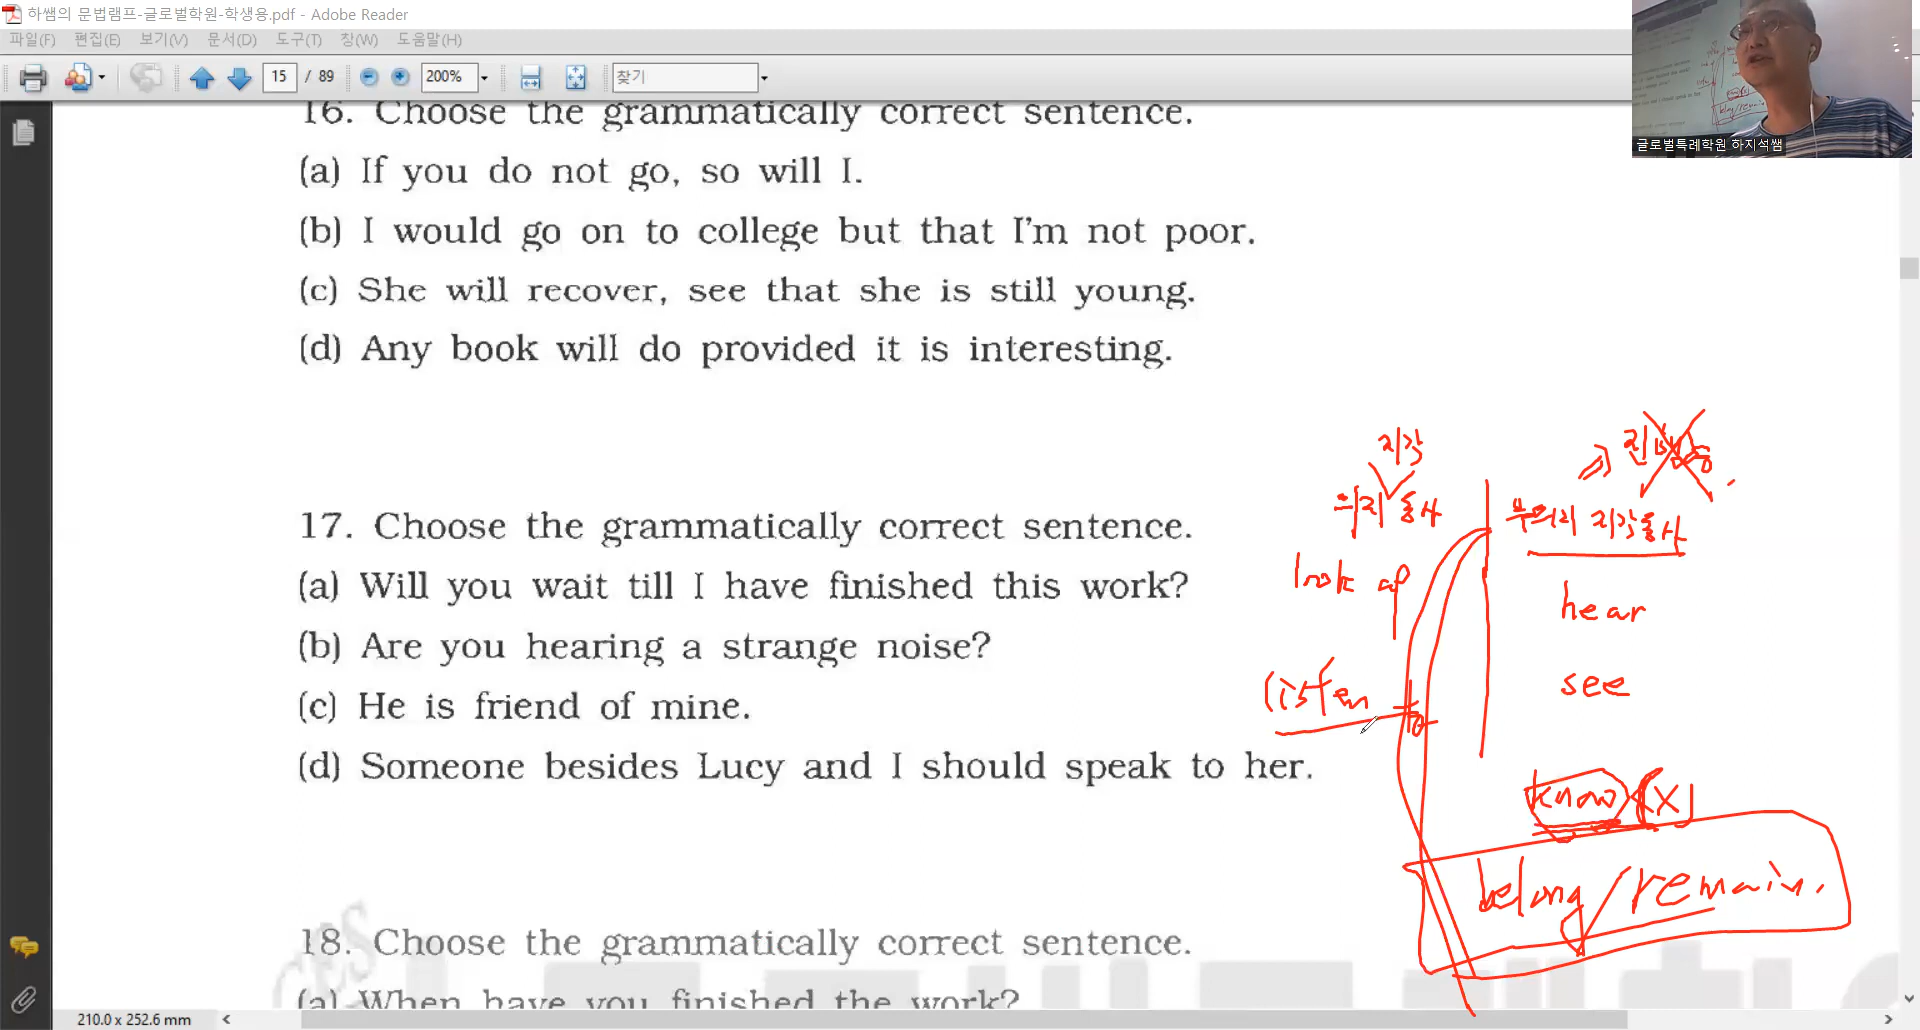 하쌤의 문법램프-글로벌학원-학생용.pdf - Adobe Reader
파일(F) 편집(E) 보기(V) 문서(D) 도구(T) 창(W) 도움말(H)
15 / 89 200% 찾기
글로벌특례학원 하지석쌤
16. Choose the grammatically correct sentence.
(a) If you do not go, so will I.
(b) I would go on to college but that I'm not poor.
(c) She will recover, see that she is still young.
(d) Any book will do provided it is interesting.
지각
⇒ 진행
의지 동사
무의지 지각동사
17. Choose the grammatically correct sentence.
(a) Will you wait till I have finished this work?
look at
hear
(b) Are you hearing a strange noise?
see
(c) He is friend of mine.
listen to
(d) Someone besides Lucy and I should speak to her.
know (X)
belong/remain.
18. Choose the grammatically correct sentence.
(a) When have you finished the work?
210.0 x 252.6 mm